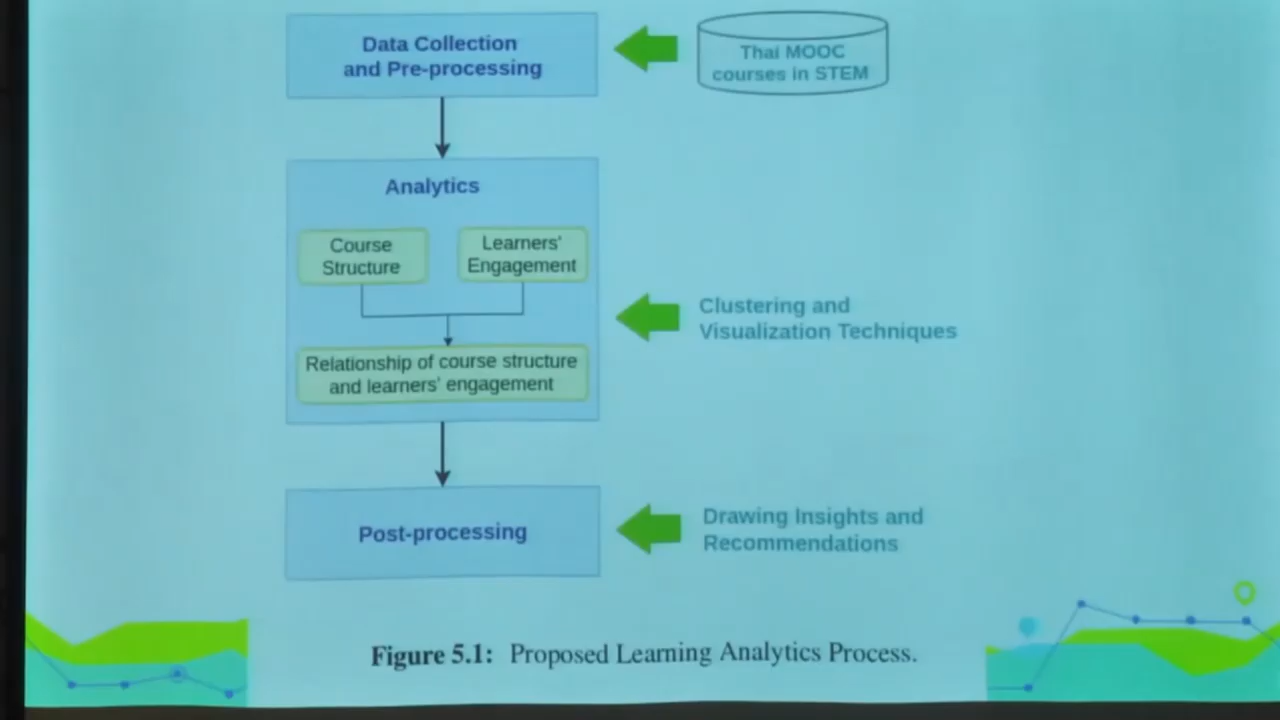 Data Collection
and Pre-processing
Thai MOOC
courses in STEM
Analytics
Course
Structure
Learners'
Engagement
Clustering and
Visualization Techniques
Relationship of course structure
and learners' engagement
Post-processing
Drawing Insights and
Recommendations
Figure 5.1: Proposed Learning Analytics Process.